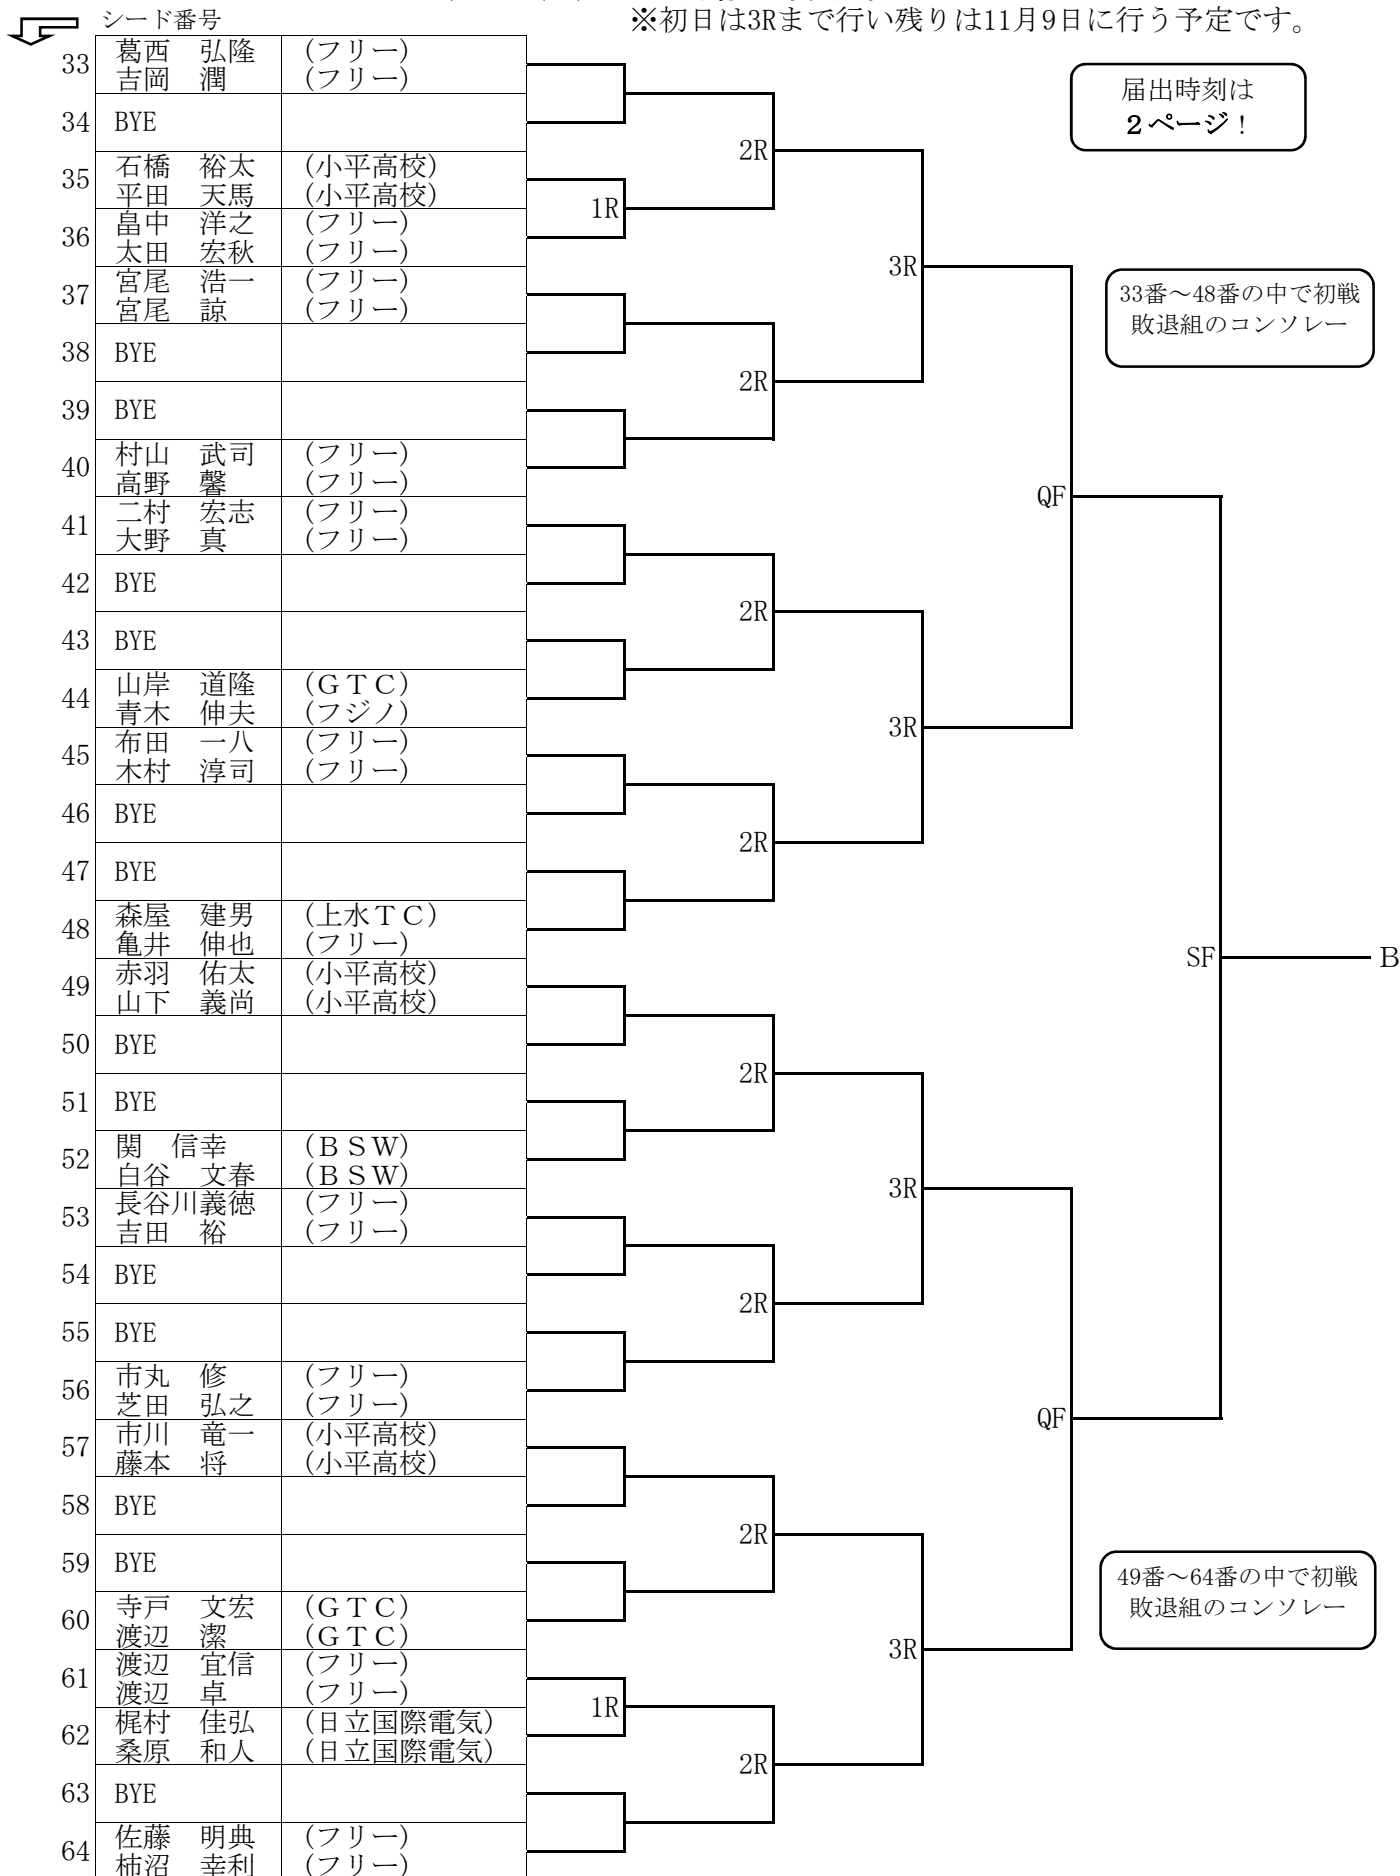 シード番号
※初日は3Rまで行い残りは11月9日に行う予定です。
届出時刻は
２ページ！
33 葛西　弘隆 (フリー)
吉岡　潤 (フリー)
34 BYE
35 石橋　裕太 (小平高校)
平田　天馬 (小平高校)
36 畠中　洋之 (フリー)
太田　宏秋 (フリー)
37 宮尾　浩一 (フリー)
宮尾　諒 (フリー)
38 BYE
39 BYE
40 村山　武司 (フリー)
高野　馨 (フリー)
41 二村　宏志 (フリー)
大野　真 (フリー)
42 BYE
43 BYE
44 山岸　道隆 (ＧＴＣ)
青木　伸夫 (フジノ)
45 布田　一八 (フリー)
木村　淳司 (フリー)
46 BYE
47 BYE
48 森屋　建男 (上水ＴＣ)
亀井　伸也 (フリー)
49 赤羽　佑太 (小平高校)
山下　義尚 (小平高校)
50 BYE
51 BYE
52 関　信幸 (ＢＳＷ)
白谷　文春 (ＢＳＷ)
53 長谷川義徳 (フリー)
吉田　裕 (フリー)
54 BYE
55 BYE
56 市丸　修 (フリー)
芝田　弘之 (フリー)
57 市川　竜一 (小平高校)
藤本　将 (小平高校)
58 BYE
59 BYE
60 寺戸　文宏 (ＧＴＣ)
渡辺　潔 (ＧＴＣ)
61 渡辺　宜信 (フリー)
渡辺　卓 (フリー)
62 梶村　佳弘 (日立国際電気)
桑原　和人 (日立国際電気)
63 BYE
64 佐藤　明典 (フリー)
柿沼　幸利 (フリー)
1R
1R
2R
2R
2R
2R
2R
2R
2R
2R
3R
3R
3R
3R
QF
QF
SF
B
33番～48番の中で初戦
敗退組のコンソレー
49番～64番の中で初戦
敗退組のコンソレー